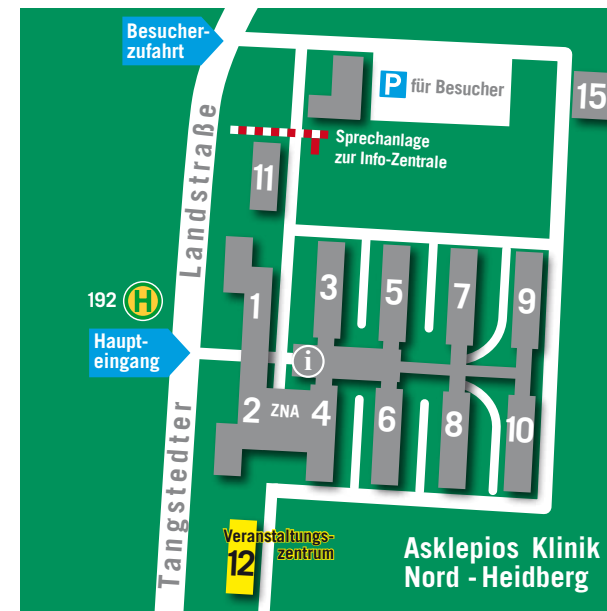 Besucher-
zufahrt
P für Besucher
15
Sprechanlage
zur Info-Zentrale
11
Tangstedter Landstraße
192 H
Haupt-
eingang
i
3 5 7 9
1
2 ZNA 4 6 8 10
Veranstaltungs-
zentrum
12
Asklepios Klinik
Nord - Heidberg